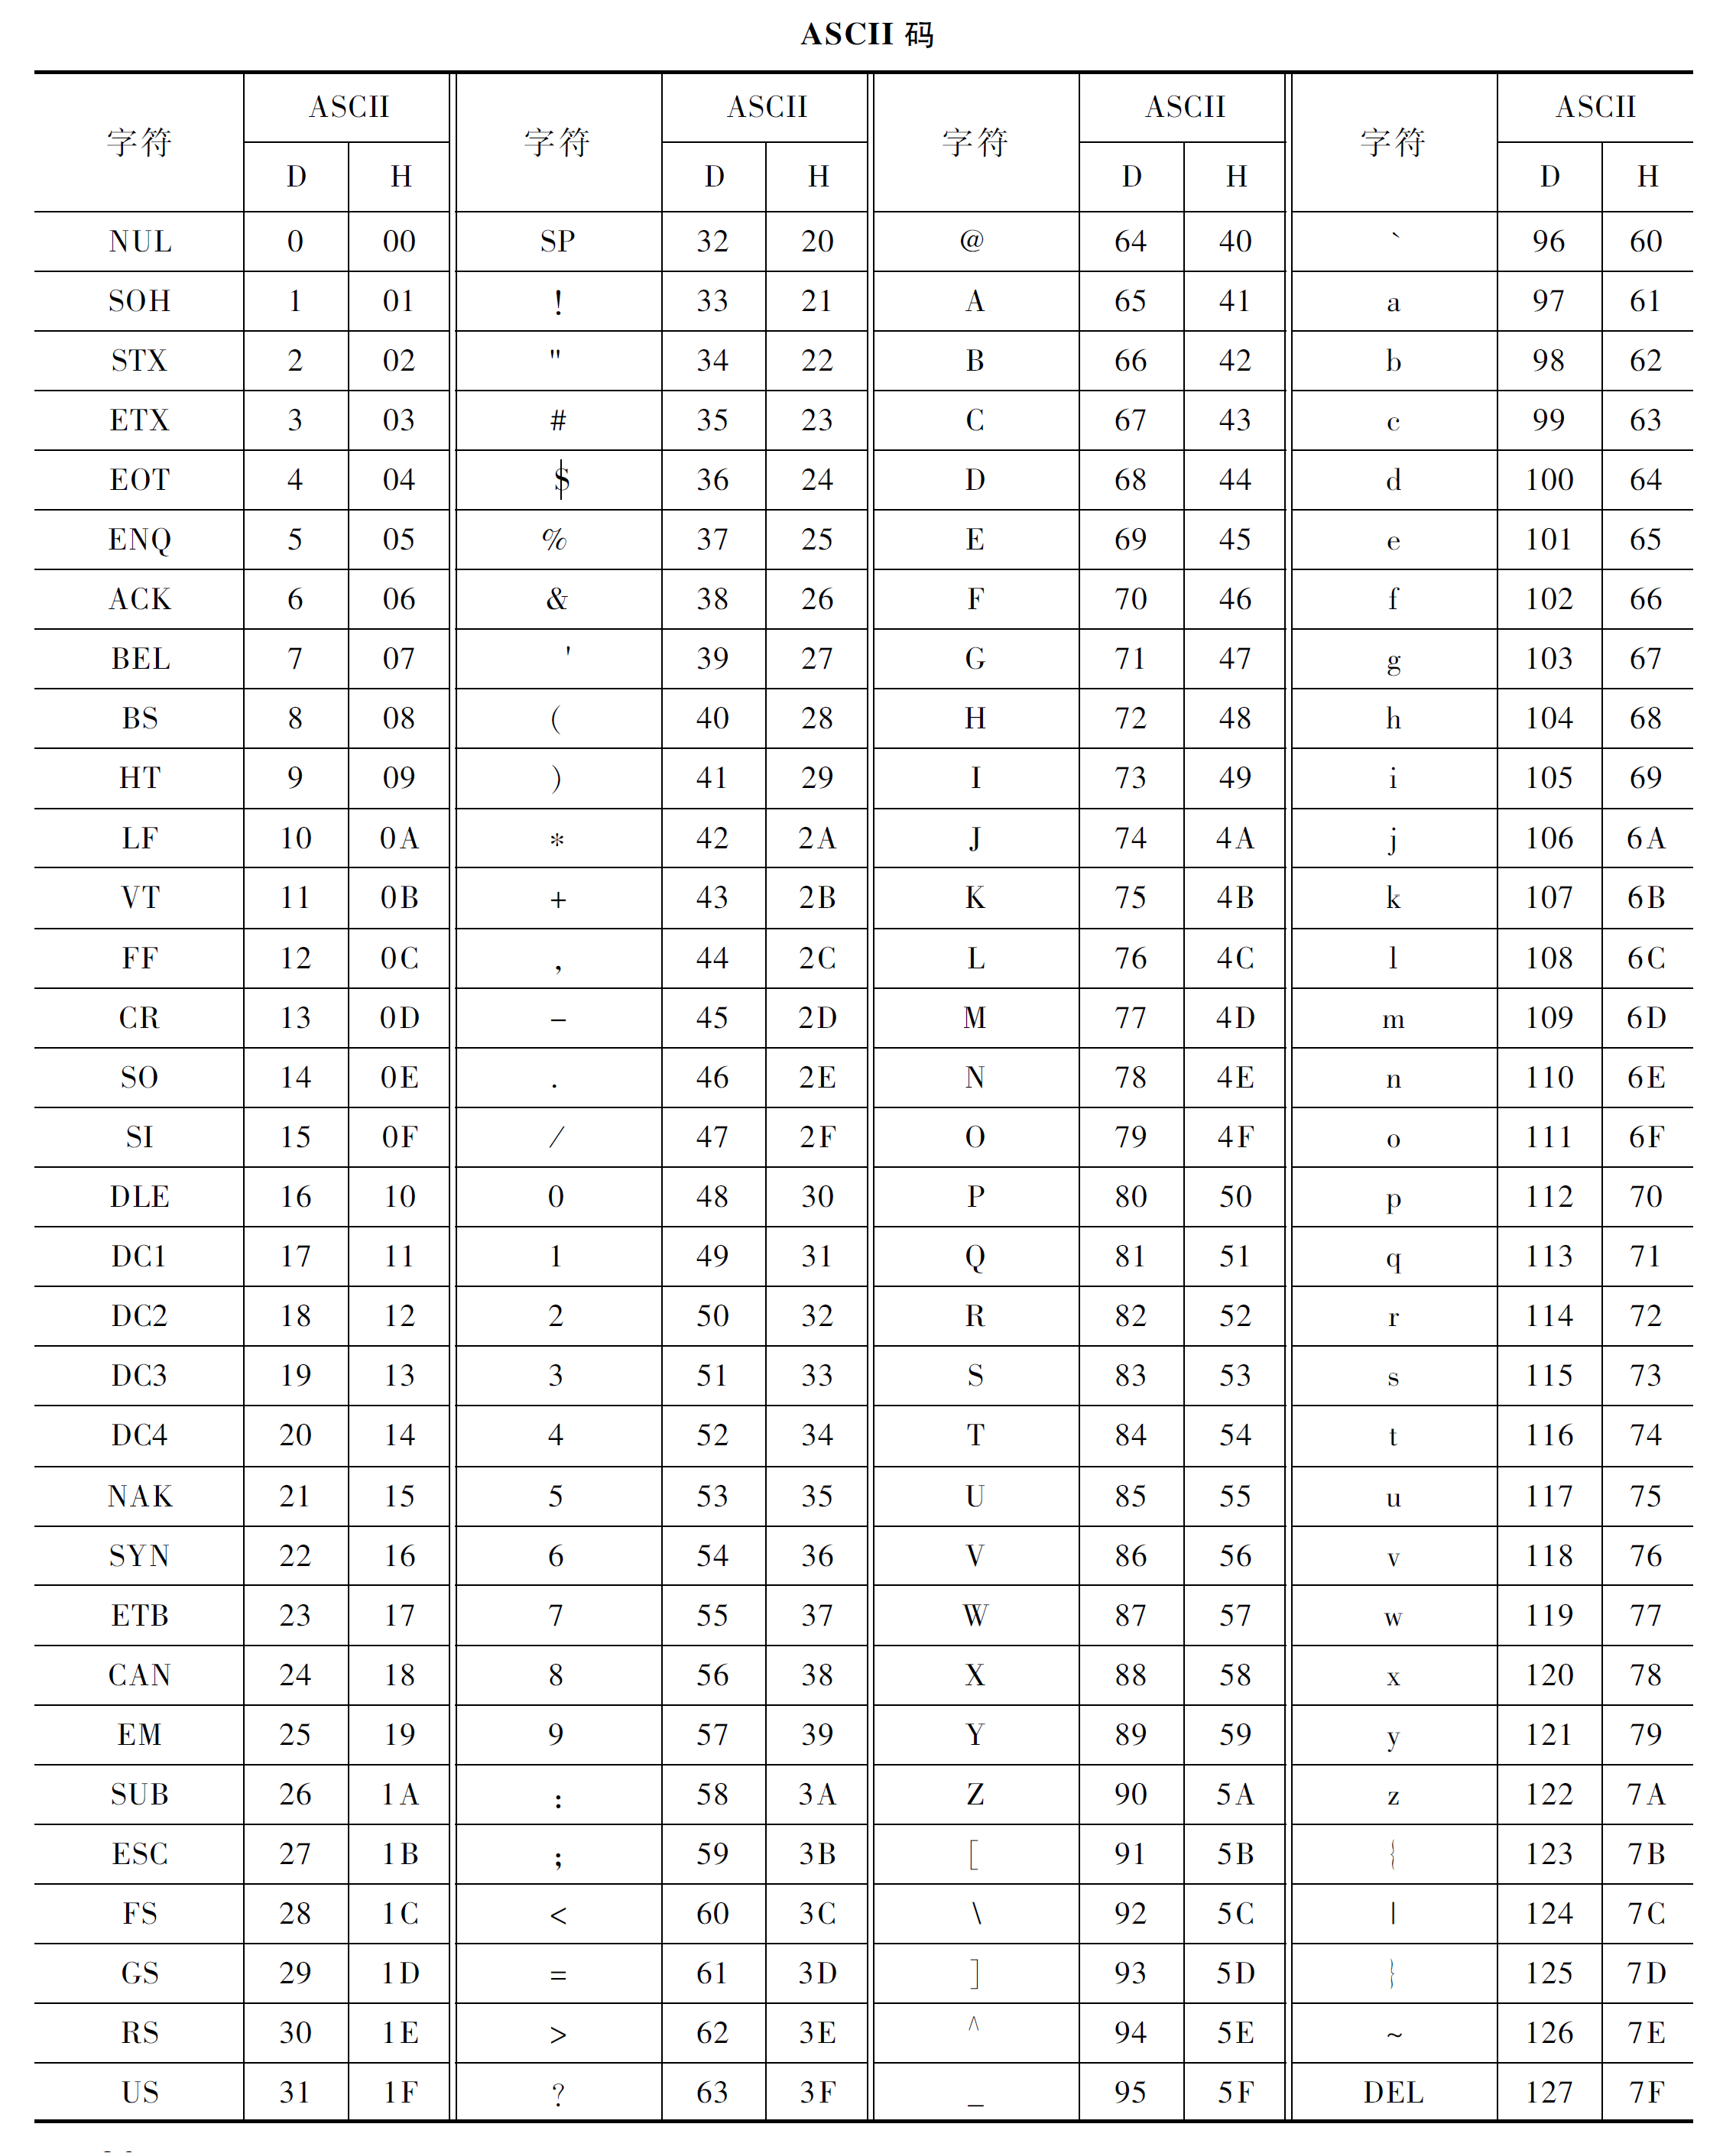 ASCII 码
字符 ASCII 字符 ASCII 字符 ASCII 字符 ASCII
D H D H D H D H
NUL 0 00 SP 32 20 @ 64 40 ` 96 60
SOH 1 01 ! 33 21 A 65 41 a 97 61
STX 2 02 " 34 22 B 66 42 b 98 62
ETX 3 03 # 35 23 C 67 43 c 99 63
EOT 4 04 $ 36 24 D 68 44 d 100 64
ENQ 5 05 % 37 25 E 69 45 e 101 65
ACK 6 06 & 38 26 F 70 46 f 102 66
BEL 7 07 ' 39 27 G 71 47 g 103 67
BS 8 08 ( 40 28 H 72 48 h 104 68
HT 9 09 ) 41 29 I 73 49 i 105 69
LF 10 0A * 42 2A J 74 4A j 106 6A
VT 11 0B + 43 2B K 75 4B k 107 6B
FF 12 0C , 44 2C L 76 4C l 108 6C
CR 13 0D - 45 2D M 77 4D m 109 6D
SO 14 0E . 46 2E N 78 4E n 110 6E
SI 15 0F / 47 2F O 79 4F o 111 6F
DLE 16 10 0 48 30 P 80 50 p 112 70
DC1 17 11 1 49 31 Q 81 51 q 113 71
DC2 18 12 2 50 32 R 82 52 r 114 72
DC3 19 13 3 51 33 S 83 53 s 115 73
DC4 20 14 4 52 34 T 84 54 t 116 74
NAK 21 15 5 53 35 U 85 55 u 117 75
SYN 22 16 6 54 36 V 86 56 v 118 76
ETB 23 17 7 55 37 W 87 57 w 119 77
CAN 24 18 8 56 38 X 88 58 x 120 78
EM 25 19 9 57 39 Y 89 59 y 121 79
SUB 26 1A : 58 3A Z 90 5A z 122 7A
ESC 27 1B ; 59 3B [ 91 5B { 123 7B
FS 28 1C < 60 3C \ 92 5C | 124 7C
GS 29 1D = 61 3D ] 93 5D } 125 7D
RS 30 1E > 62 3E ^ 94 5E ~ 126 7E
US 31 1F ? 63 3F _ 95 5F DEL 127 7F